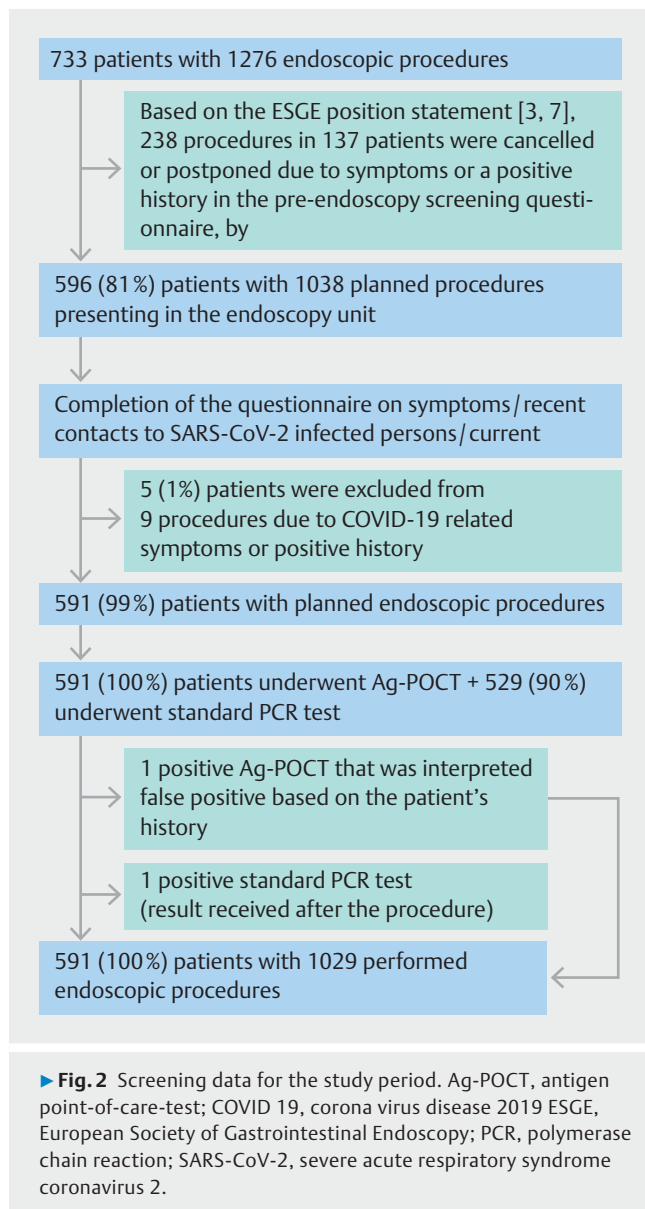 733 patients with 1276 endoscopic procedures
Based on the ESGE position statement [3, 7],
238 procedures in 137 patients were cancelled
or postponed due to symptoms or a positive
history in the pre-endoscopy screening questi-
onnaire, by
596 (81%) patients with 1038 planned procedures
presenting in the endoscopy unit
Completion of the questionnaire on symptoms/recent
contacts to SARS-CoV-2 infected persons/current
5 (1%) patients were excluded from
9 procedures due to COVID-19 related
symptoms or positive history
591 (99%) patients with planned endoscopic procedures
591 (100%) patients underwent Ag-POCT + 529 (90%)
underwent standard PCR test
1 positive Ag-POCT that was interpreted
false positive based on the patient's
history
1 positive standard PCR test
(result received after the procedure)
591 (100%) patients with 1029 performed
endoscopic procedures
▶ Fig. 2 Screening data for the study period. Ag-POCT, antigen
point-of-care-test; COVID 19, corona virus disease 2019 ESGE,
European Society of Gastrointestinal Endoscopy; PCR, polymerase
chain reaction; SARS-CoV-2, severe acute respiratory syndrome
coronavirus 2.